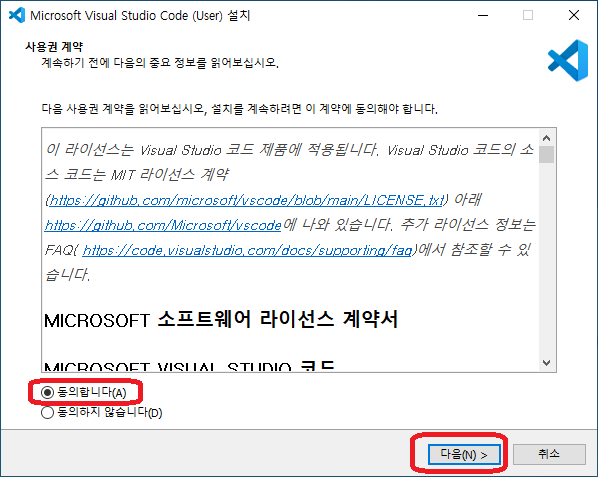 Microsoft Visual Studio Code (User) 설치
사용권 계약
계속하기 전에 다음의 중요 정보를 읽어보십시오.
다음 사용권 계약을 읽어보십시오, 설치를 계속하려면 이 계약에 동의해야 합니다.
이 라이선스는 Visual Studio 코드 제품에 적용됩니다. Visual Studio 코드의 소
스 코드는 MIT 라이선스 계약
(https://github.com/microsoft/vscode/blob/main/LICENSE.txt) 아래
https://github.com/Microsoft/vscode에 나와 있습니다. 추가 라이선스 정보는
FAQ( https://code.visualstudio.com/docs/supporting/faq)에서 참조할 수 있
습니다.
MICROSOFT 소프트웨어 라이선스 계약서
MICROSOFT VISUAL STUDIO 코드
동의합니다(A)
동의하지 않습니다(D)
다음(N) >
취소